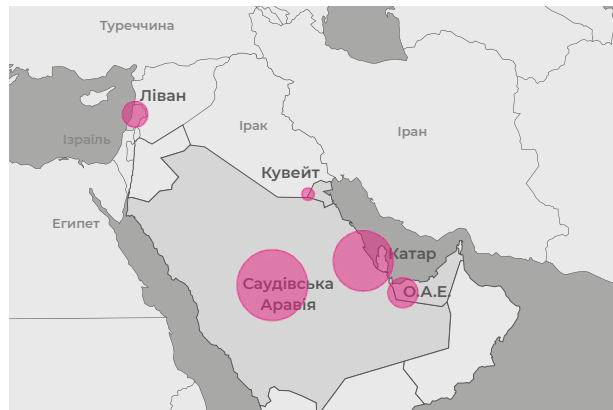 Туреччина
Ліван
Ізраїль
Ірак
Іран
Кувейт
Египет
Катар
Саудівська
Аравія
О.А.Е.